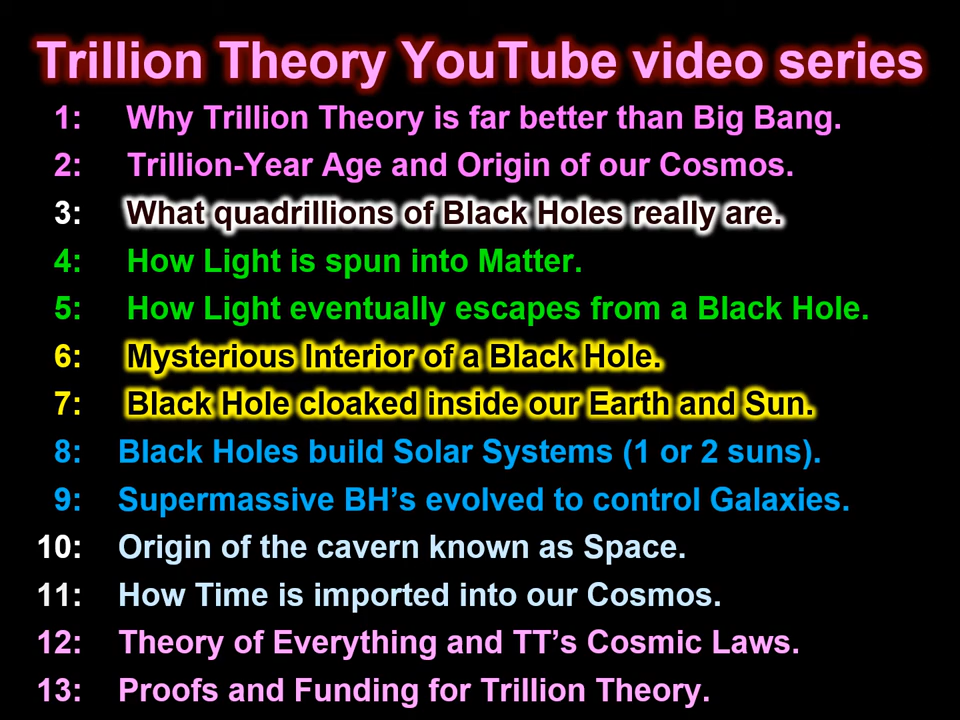 Trillion Theory YouTube video series
1: Why Trillion Theory is far better than Big Bang.
2: Trillion-Year Age and Origin of our Cosmos.
3: What quadrillions of Black Holes really are.
4: How Light is spun into Matter.
5: How Light eventually escapes from a Black Hole.
6: Mysterious Interior of a Black Hole.
7: Black Hole cloaked inside our Earth and Sun.
8: Black Holes build Solar Systems (1 or 2 suns).
9: Supermassive BH’s evolved to control Galaxies.
10: Origin of the cavern known as Space.
11: How Time is imported into our Cosmos.
12: Theory of Everything and TT’s Cosmic Laws.
13: Proofs and Funding for Trillion Theory.